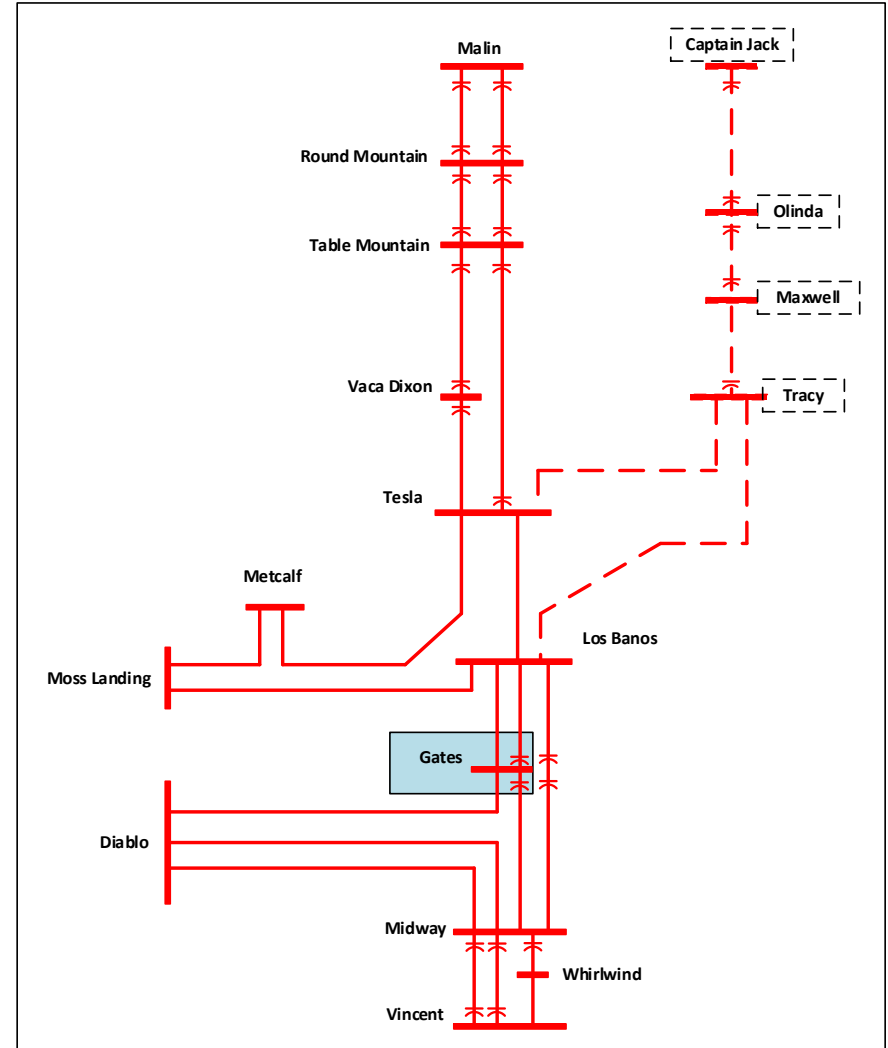 Malin
Captain Jack
Round Mountain
Olinda
Table Mountain
Maxwell
Vaca Dixon
Tracy
Tesla
Metcalf
Los Banos
Moss Landing
Gates
Diablo
Midway
Whirlwind
Vincent